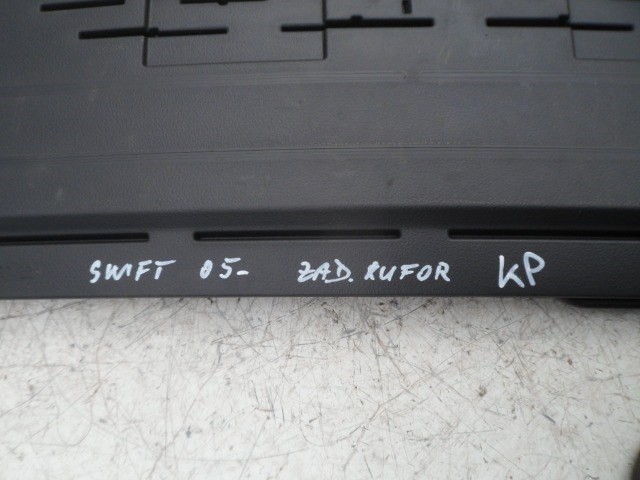 SWIFT 05- ZAD. KUFOR KP